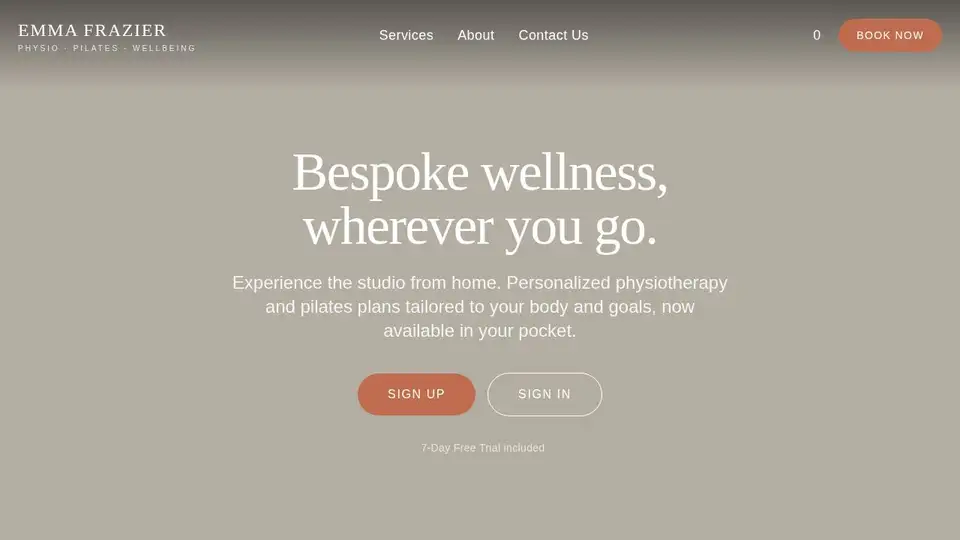 EMMA FRAZIER
PHYSIO · PILATES · WELLBEING
Services About Contact Us
0
BOOK NOW
Bespoke wellness,
wherever you go.
Experience the studio from home. Personalized physiotherapy
and pilates plans tailored to your body and goals, now
available in your pocket.
SIGN UP
SIGN IN
7-Day Free Trial Included